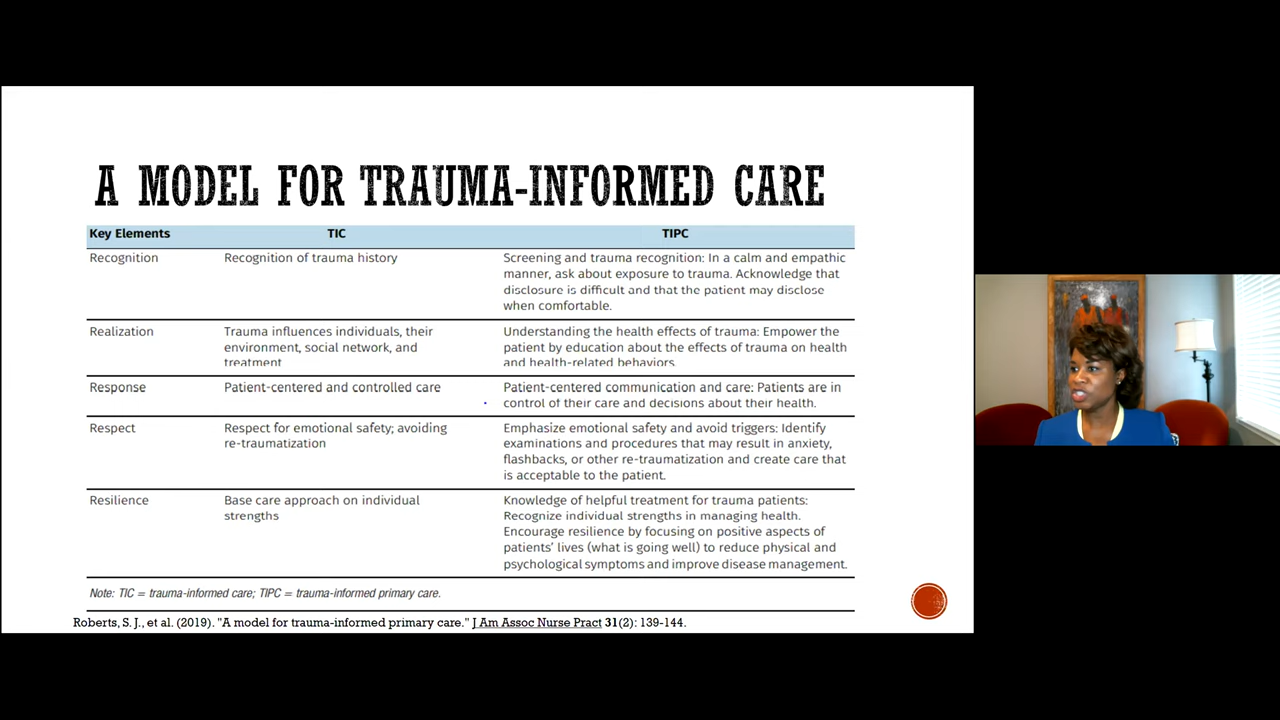 A MODEL FOR TRAUMA-INFORMED CARE
Key Elements TIC TIPC
Recognition Recognition of trauma history Screening and trauma recognition: In a calm and empathic
manner, ask about exposure to trauma. Acknowledge that
disclosure is difficult and that the patient may disclose
when comfortable.
Realization Trauma influences individuals, their Understanding the health effects of trauma: Empower the
environment, social network, and patient by education about the effects of trauma on health
treatment and health-related behaviors.
Response Patient-centered and controlled care Patient-centered communication and care: Patients are in
control of their care and decisions about their health.
Respect Respect for emotional safety; avoiding Emphasize emotional safety and avoid triggers: Identify
re-traumatization examinations and procedures that may result in anxiety,
flashbacks, or other re-traumatization and create care that
is acceptable to the patient.
Resilience Base care approach on individual Knowledge of helpful treatment for trauma patients:
strengths Recognize individual strengths in managing health.
Encourage resilience by focusing on positive aspects of
patients' lives (what is going well) to reduce physical and
psychological symptoms and improve disease management.
Note: TIC = trauma-informed care; TIPC = trauma-informed primary care.
Roberts, S. J., et al. (2019). "A model for trauma-informed primary care." J Am Assoc Nurse Pract 31(2): 139-144.